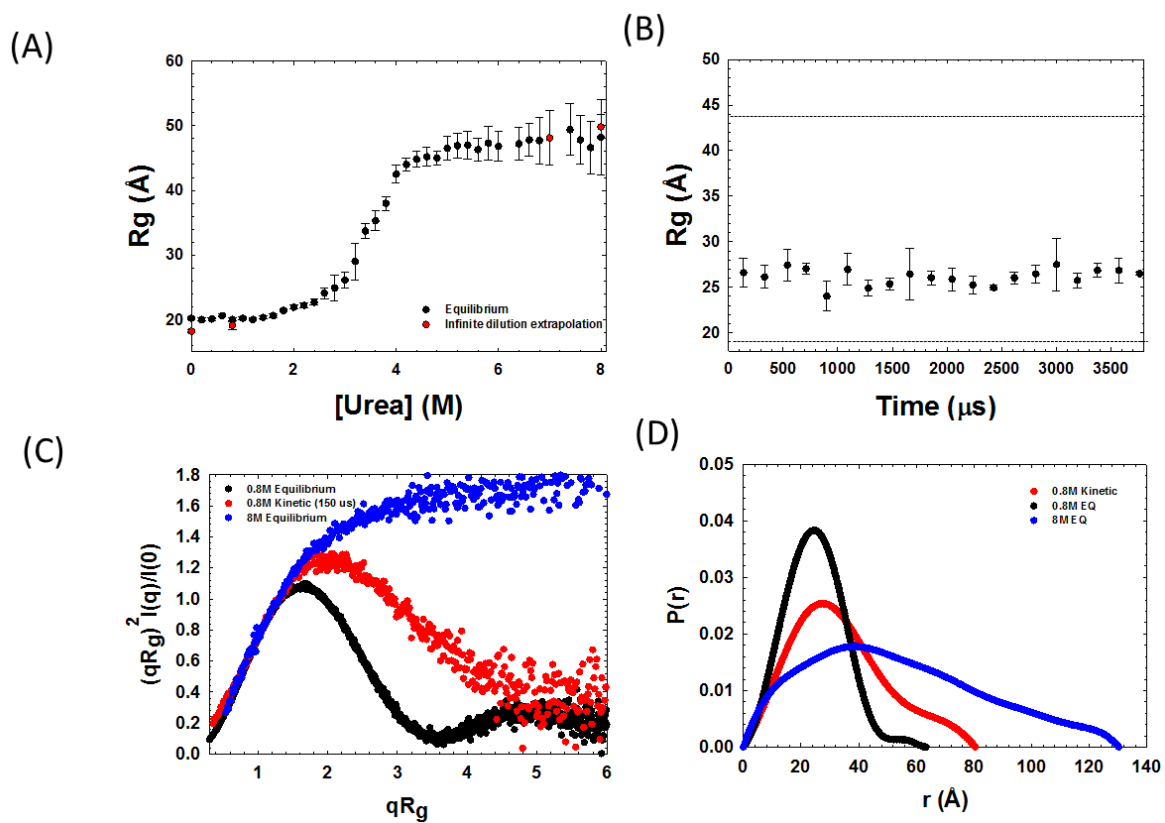 (A)
60
50
40
30
20
Rg (Å)
0 2 4 6 8
[Urea] (M)
Equilibrium
Infinite dilution extrapolation
(B)
50
45
40
35
30
25
20
Rg (Å)
0 500 1000 1500 2000 2500 3000 3500
Time (μs)
(C)
1.8
1.6
1.4
1.2
1.0
0.8
0.6
0.4
0.2
0.0
(qRg)² I(q)/I(0)
0.8M Equilibrium
0.8M Kinetic (150 us)
8M Equilibrium
1 2 3 4 5 6
qRg
(D)
0.05
0.04
0.03
0.02
0.01
0.00
P(r)
0.8M Kinetic
0.8M EQ
8M EQ
0 20 40 60 80 100 120 140
r (Å)